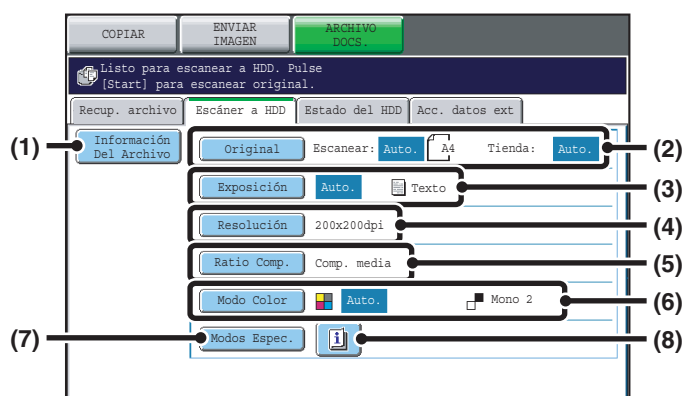 COPIAR
ENVIAR
IMAGEN
ARCHIVO
DOCS.
Listo para escanear a HDD. Pulse
[Start] para escanear original.
Recup. archivo
Escáner a HDD
Estado del HDD
Acc. datos ext
(1)
Información
Del Archivo
Original
Escanear:
Auto.
A4
Tienda:
Auto.
(2)
Exposición
Auto.
Texto
(3)
Resolución
200x200dpi
(4)
Ratio Comp.
Comp. media
(5)
Modo Color
Auto.
Mono 2
(6)
(7)
Modos Espec.
i
(8)